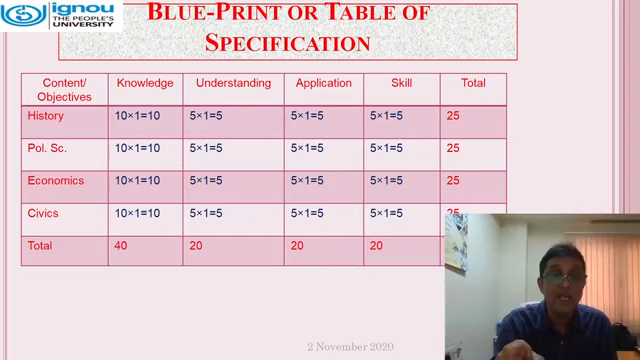 ignou
THE PEOPLE'S
UNIVERSITY
BLUE-PRINT OR TABLE OF
SPECIFICATION
Content/ Objectives Knowledge Understanding Application Skill Total
History 10×1=10 5×1=5 5×1=5 5×1=5 25
Pol. Sc. 10×1=10 5×1=5 5×1=5 5×1=5 25
Economics 10×1=10 5×1=5 5×1=5 5×1=5 25
Civics 10×1=10 5×1=5 5×1=5 5×1=5 25
Total 40 20 20 20
2 November 2020